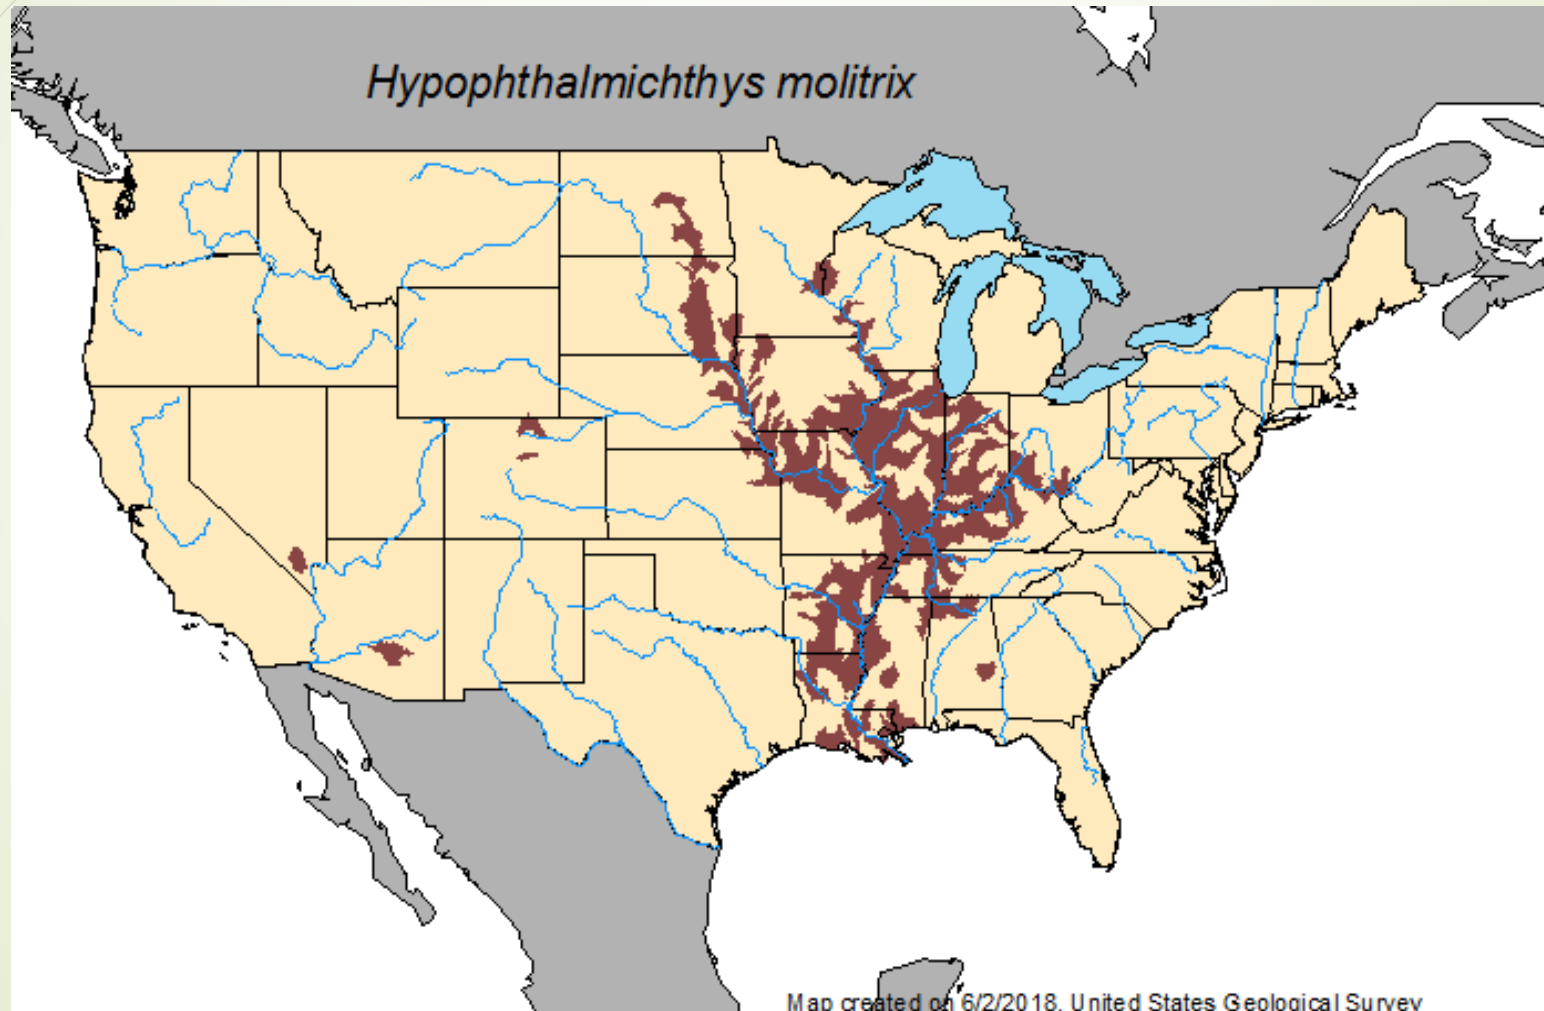 Hypophthalmichthys molitrix
Map created on 6/2/2018. United States Geological Survey